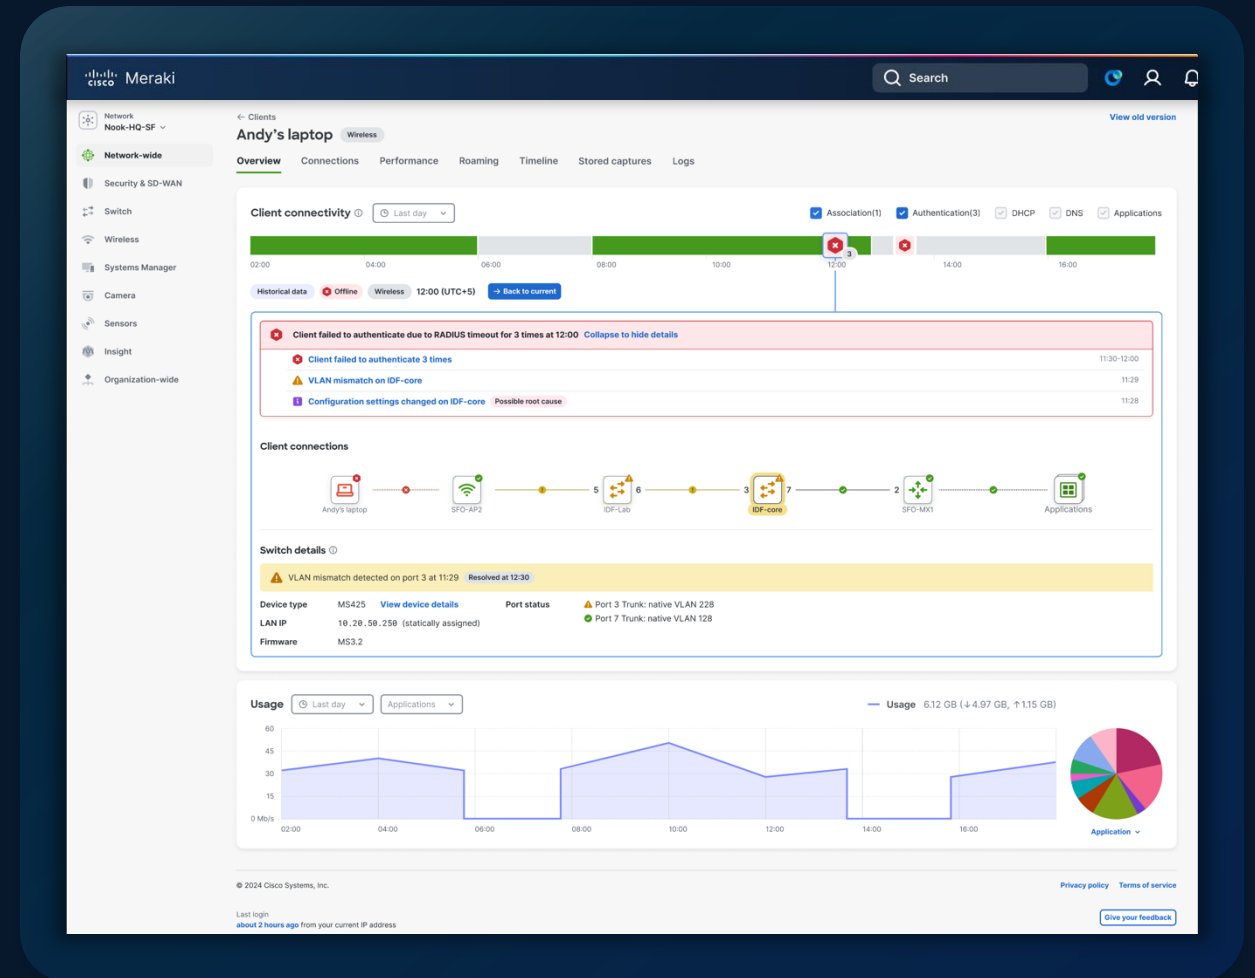 cisco Meraki
Search
Network
Nook-HQ-SF
Network-wide
Security & SD-WAN
Switch
Wireless
Systems Manager
Camera
Sensors
Insight
Organization-wide
← Clients
View old version
Andy's laptop Wireless
Overview Connections Performance Roaming Timeline Stored captures Logs
Client connectivity Last day Association(1) Authentication(3) DHCP DNS Applications
3
02:00 04:00 06:00 08:00 10:00 12:00 14:00 16:00
Historical data Offline Wireless 12:00 (UTC+5) → Back to current
Client failed to authenticate due to RADIUS timeout for 3 times at 12:00 Collapse to hide details
Client failed to authenticate 3 times 11:30-12:00
VLAN mismatch on IDF-core 11:29
Configuration settings changed on IDF-core Possible root cause 11:28
Client connections
5 6 3 7 2
Andy's laptop SFO-AP2 IDF-Lab IDF-core SFO-MX1 Applications
Switch details
VLAN mismatch detected on port 3 at 11:29 Resolved at 12:30
Device type MS425 View device details Port status Port 3 Trunk: native VLAN 228
LAN IP 10.20.50.250 (statically assigned) Port 7 Trunk: native VLAN 128
Firmware MS3.2
Usage Last day Applications Usage 6.12 GB (↓4.97 GB, ↑1.15 GB)
60
45
30
15
0 Mb/s
02:00 04:00 06:00 08:00 10:00 12:00 14:00 16:00
Application
© 2024 Cisco Systems, Inc. Privacy policy Terms of service
Last login
about 2 hours ago from your current IP address
Give your feedback